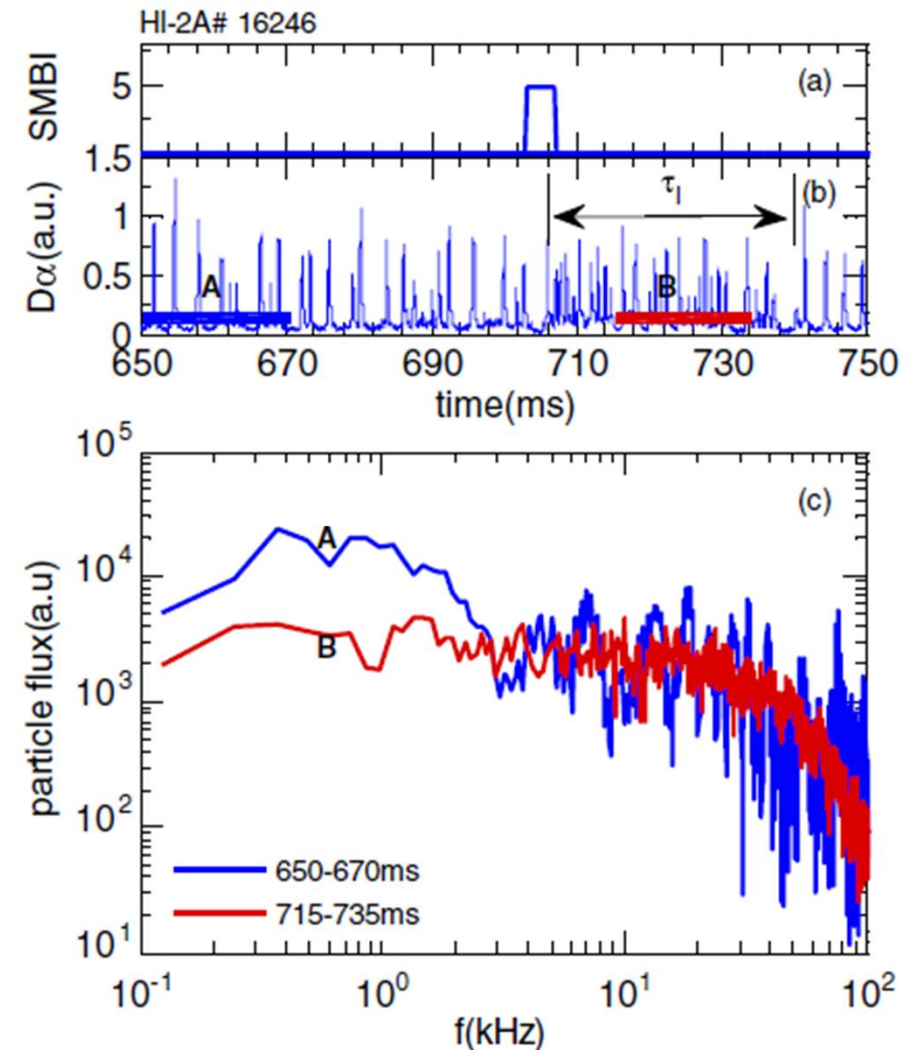 HI-2A# 16246
SMBI
5
(a)
1.5
Dα(a.u.)
1
0.5
0
τI
(b)
A
B
650 670 690 710 730 750
time(ms)
particle flux(a.u)
10^5
10^4
10^3
10^2
10^1
(c)
A
B
650-670ms
715-735ms
10^-1 10^0 10^1 10^2
f(kHz)